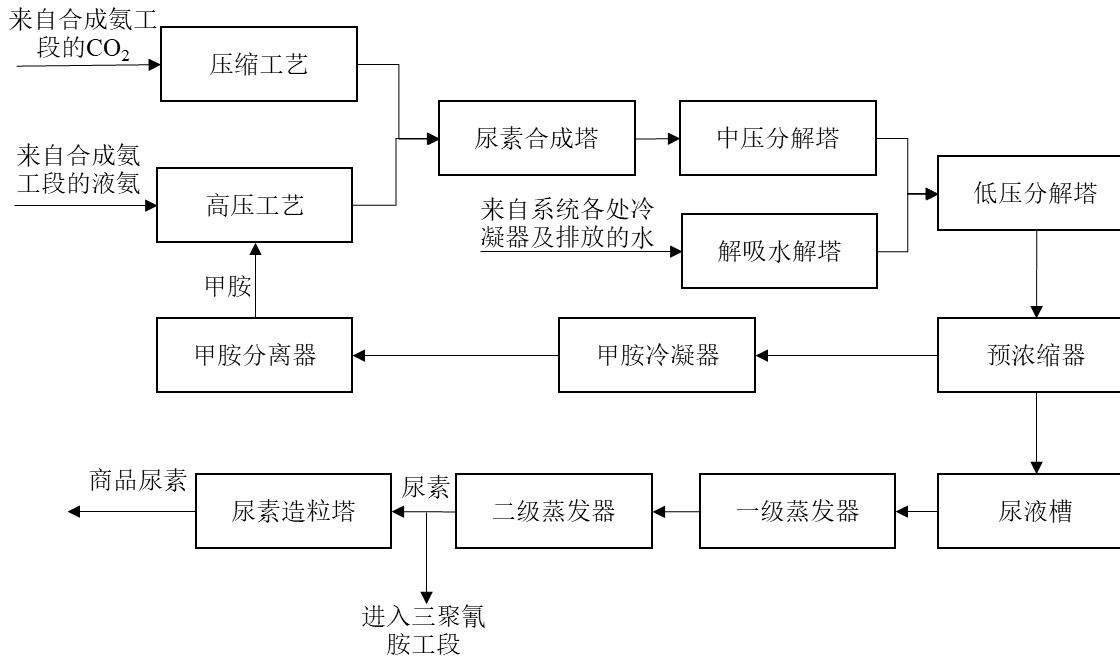 来自合成氨工
段的CO₂
压缩工艺
尿素合成塔
中压分解塔
来自合成氨
工段的液氨
高压工艺
低压分解塔
来自系统各处冷
凝器及排放的水
解吸水解塔
甲胺
甲胺分离器
甲胺冷凝器
预浓缩器
商品尿素
尿素造粒塔
尿素
二级蒸发器
一级蒸发器
尿液槽
进入三聚氰
胺工段